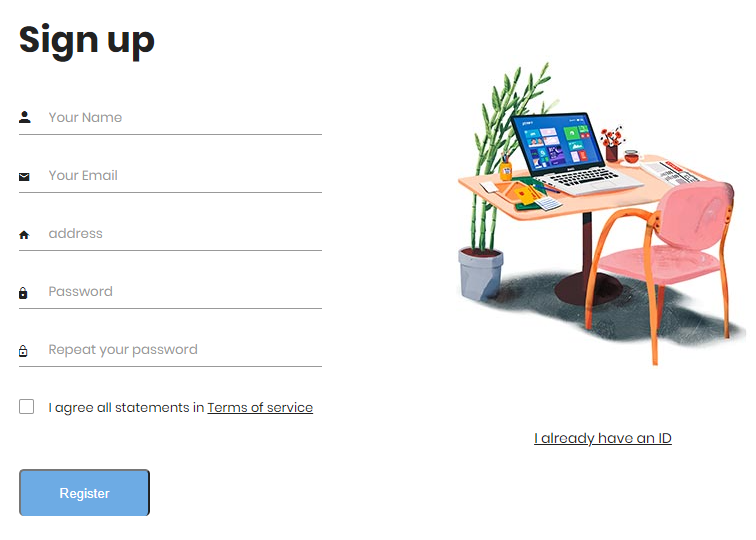 Sign up
Your Name
Your Email
address
Password
Repeat your password
I agree all statements in Terms of service
I already have an ID
Register